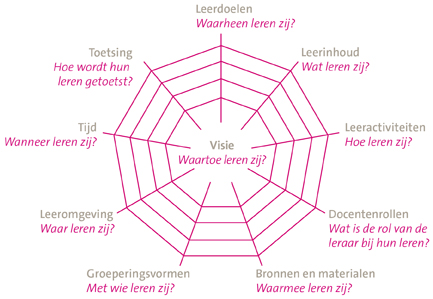 Leerdoelen
Waarheen leren zij?
Leerinhoud
Wat leren zij?
Leeractiviteiten
Hoe leren zij?
Docentenrollen
Wat is de rol van de
leraar bij hun leren?
Bronnen en materialen
Waarmee leren zij?
Groeperingsvormen
Met wie leren zij?
Leeromgeving
Waar leren zij?
Tijd
Wanneer leren zij?
Toetsing
Hoe wordt hun
leren getoetst?
Visie
Waartoe leren zij?